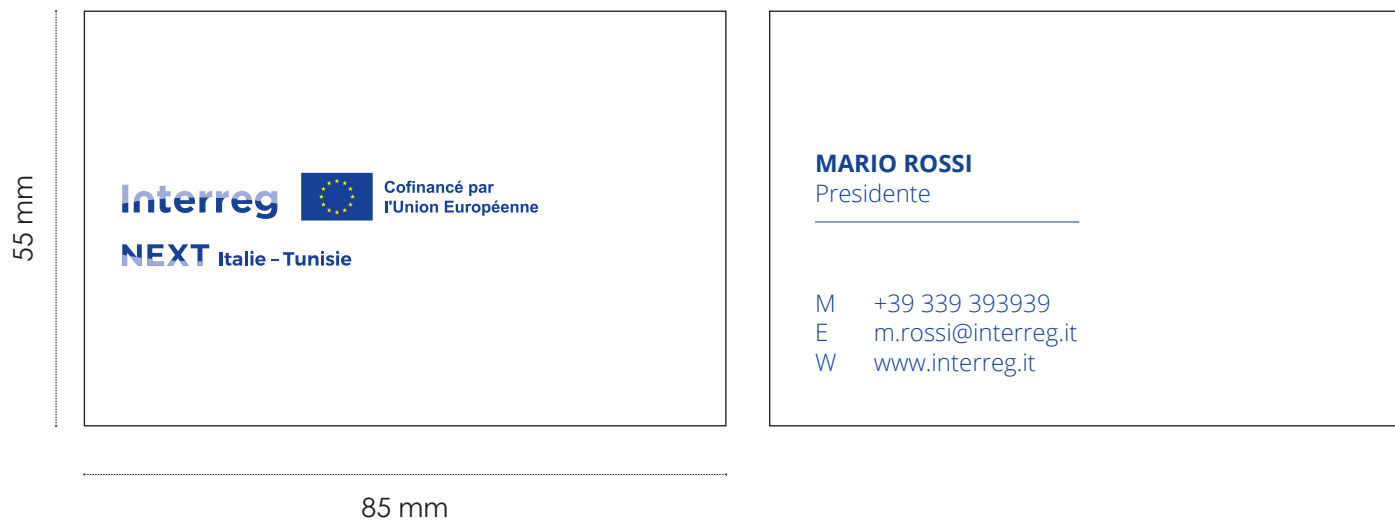 55 mm
Interreg
Cofinancé par
l'Union Européenne
NEXT Italie – Tunisie
85 mm
MARIO ROSSI
Presidente
M +39 339 393939
E m.rossi@interreg.it
W www.interreg.it